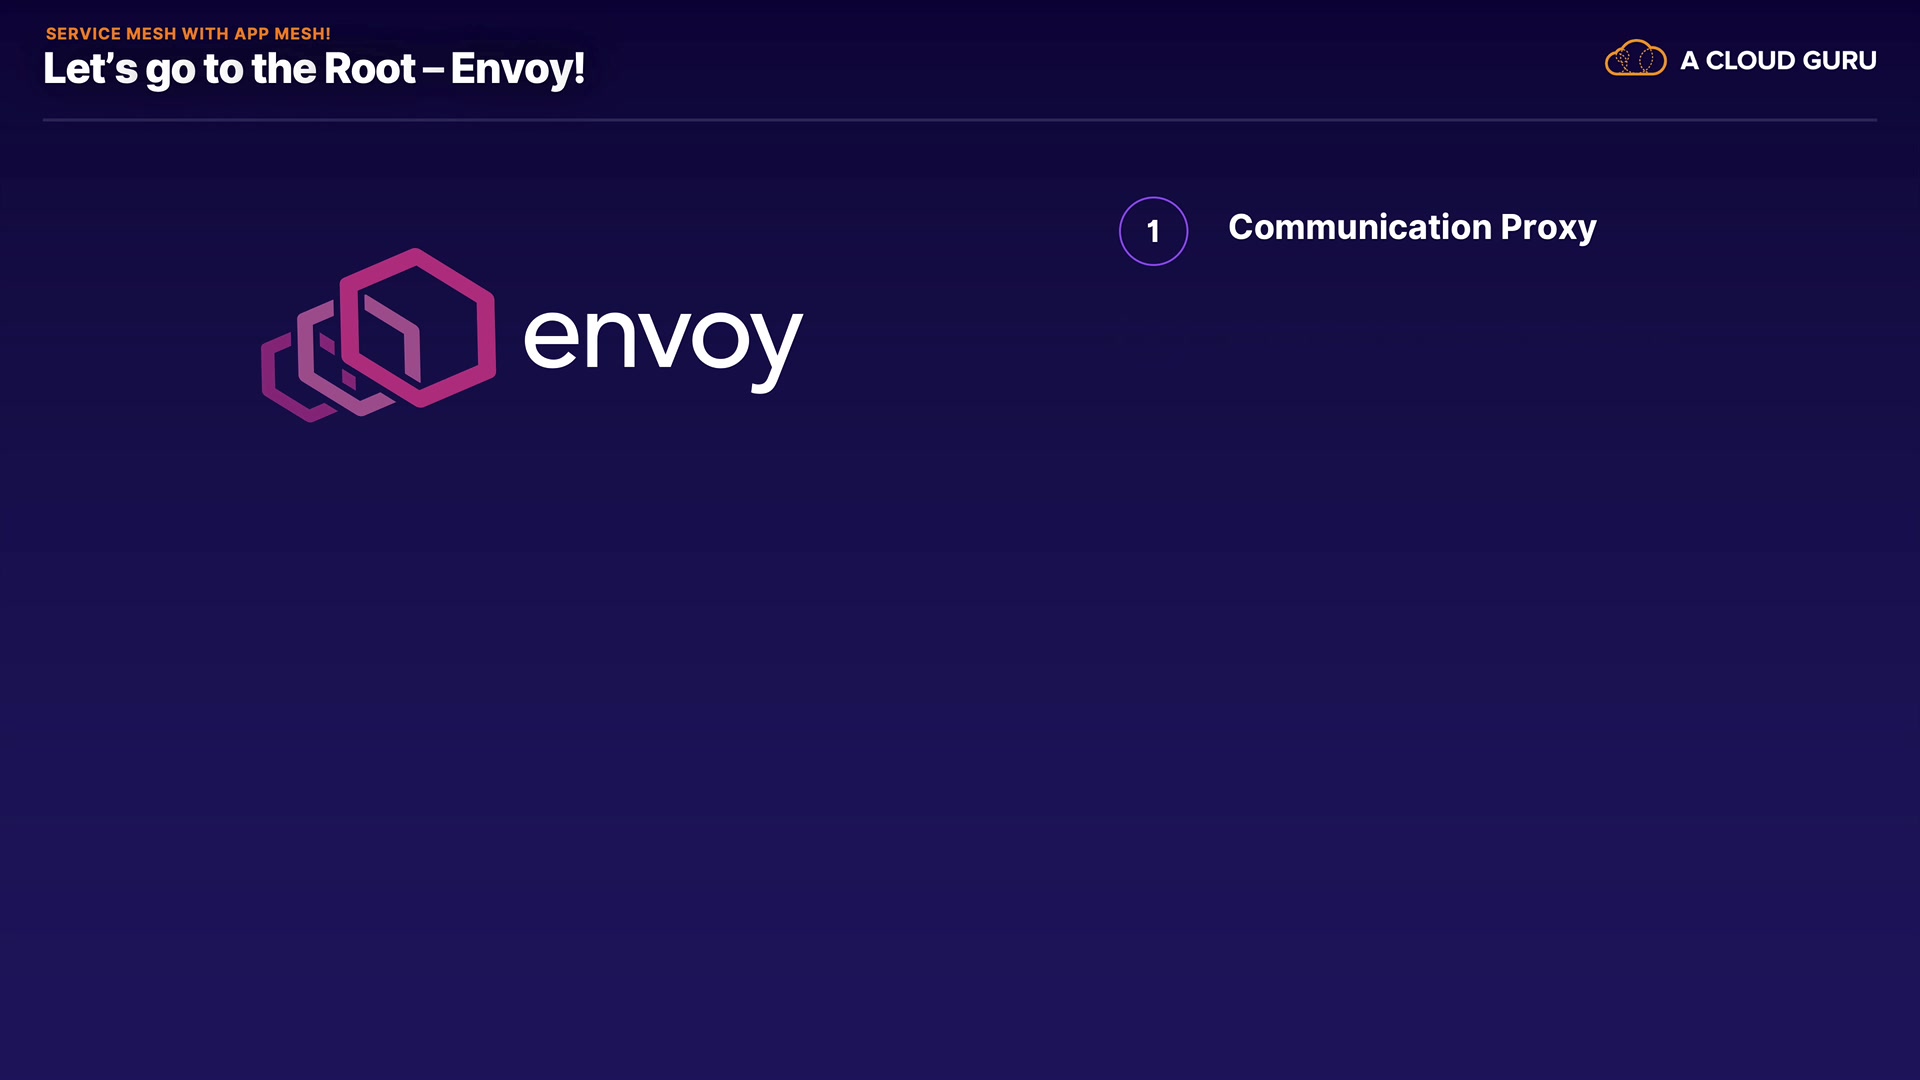 SERVICE MESH WITH APP MESH!
Let’s go to the Root – Envoy!
A CLOUD GURU
envoy
1
Communication Proxy